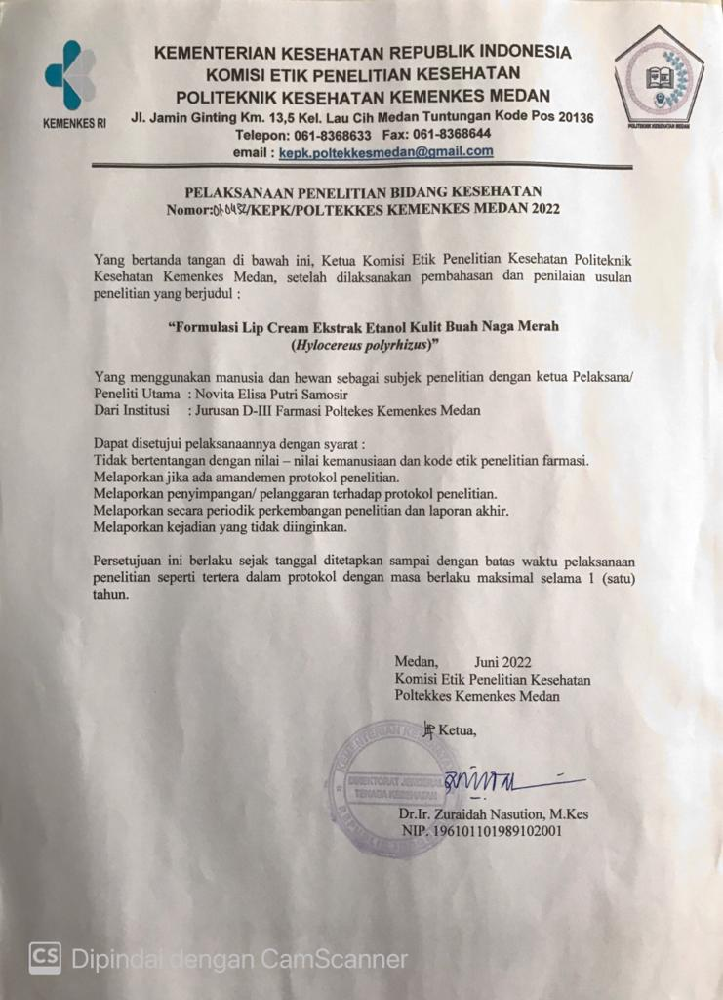 KEMENTERIAN KESEHATAN REPUBLIK INDONESIA
KOMISI ETIK PENELITIAN KESEHATAN
POLITEKNIK KESEHATAN KEMENKES MEDAN
Jl. Jamin Ginting Km. 13,5 Kel. Lau Cih Medan Tuntungan Kode Pos 20136
Telepon: 061-8368633 Fax: 061-8368644
email : kepk.poltekkesmedan@gmail.com
KEMENKES RI
POLITEKNIK KESEHATAN MEDAN
PELAKSANAAN PENELITIAN BIDANG KESEHATAN
Nomor: /KEPK/POLTEKKES KEMENKES MEDAN 2022
Yang bertanda tangan di bawah ini, Ketua Komisi Etik Penelitian Kesehatan Politeknik
Kesehatan Kemenkes Medan, setelah dilaksanakan pembahasan dan penilaian usulan
penelitian yang berjudul :
“Formulasi Lip Cream Ekstrak Etanol Kulit Buah Naga Merah
(Hylocereus polyrhizus)”
Yang menggunakan manusia dan hewan sebagai subjek penelitian dengan ketua Pelaksana/
Peneliti Utama : Novita Elisa Putri Samosir
Dari Institusi : Jurusan D-III Farmasi Poltekes Kemenkes Medan
Dapat disetujui pelaksanaannya dengan syarat :
Tidak bertentangan dengan nilai – nilai kemanusiaan dan kode etik penelitian farmasi.
Melaporkan jika ada amandemen protokol penelitian.
Melaporkan penyimpangan/ pelanggaran terhadap protokol penelitian.
Melaporkan secara periodik perkembangan penelitian dan laporan akhir.
Melaporkan kejadian yang tidak diinginkan.
Persetujuan ini berlaku sejak tanggal ditetapkan sampai dengan batas waktu pelaksanaan
penelitian seperti tertera dalam protokol dengan masa berlaku maksimal selama 1 (satu)
tahun.
Medan, Juni 2022
Komisi Etik Penelitian Kesehatan
Poltekkes Kemenkes Medan
Ketua,
DIREKTORAT JENDERAL
TENAGA KESEHATAN
Dr.Ir. Zuraidah Nasution, M.Kes
NIP. 196101101989102001
CS Dipindai dengan CamScanner